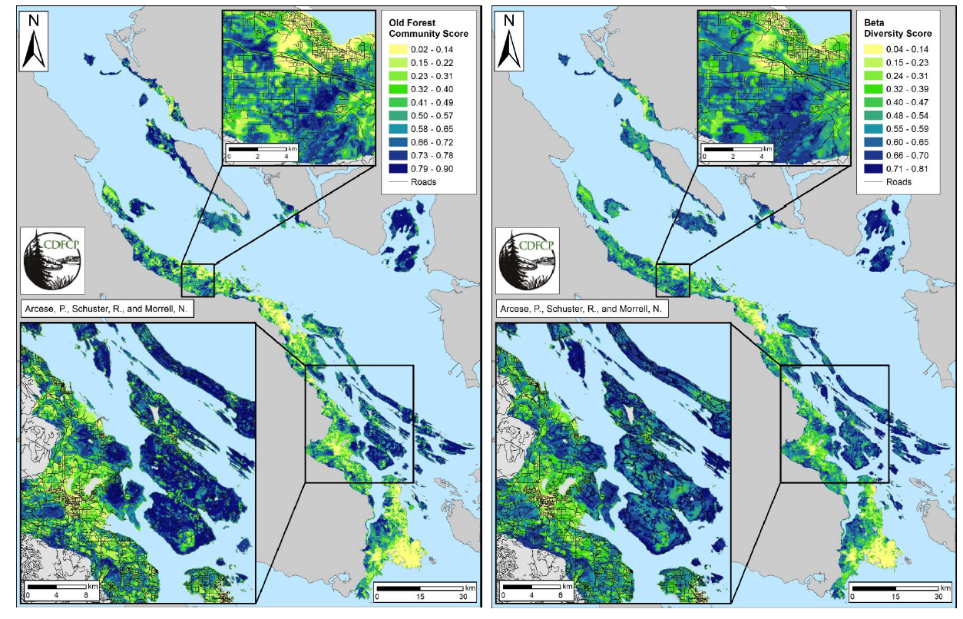 N
Old Forest
Community Score
0.02 - 0.14
0.15 - 0.22
0.23 - 0.31
0.32 - 0.40
0.41 - 0.49
0.50 - 0.57
0.58 - 0.65
0.66 - 0.72
0.73 - 0.78
0.79 - 0.90
Roads
km
0 2 4
CDFCP
Arcese, P., Schuster, R., and Morrell, N.
km
0 4 8
km
0 15 30
N
Beta
Diversity Score
0.04 - 0.14
0.15 - 0.23
0.24 - 0.31
0.32 - 0.39
0.40 - 0.47
0.48 - 0.54
0.55 - 0.59
0.60 - 0.65
0.66 - 0.70
0.71 - 0.81
Roads
km
0 2 4
CDFCP
Arcese, P., Schuster, R., and Morrell, N.
km
0 4 8
km
0 15 30